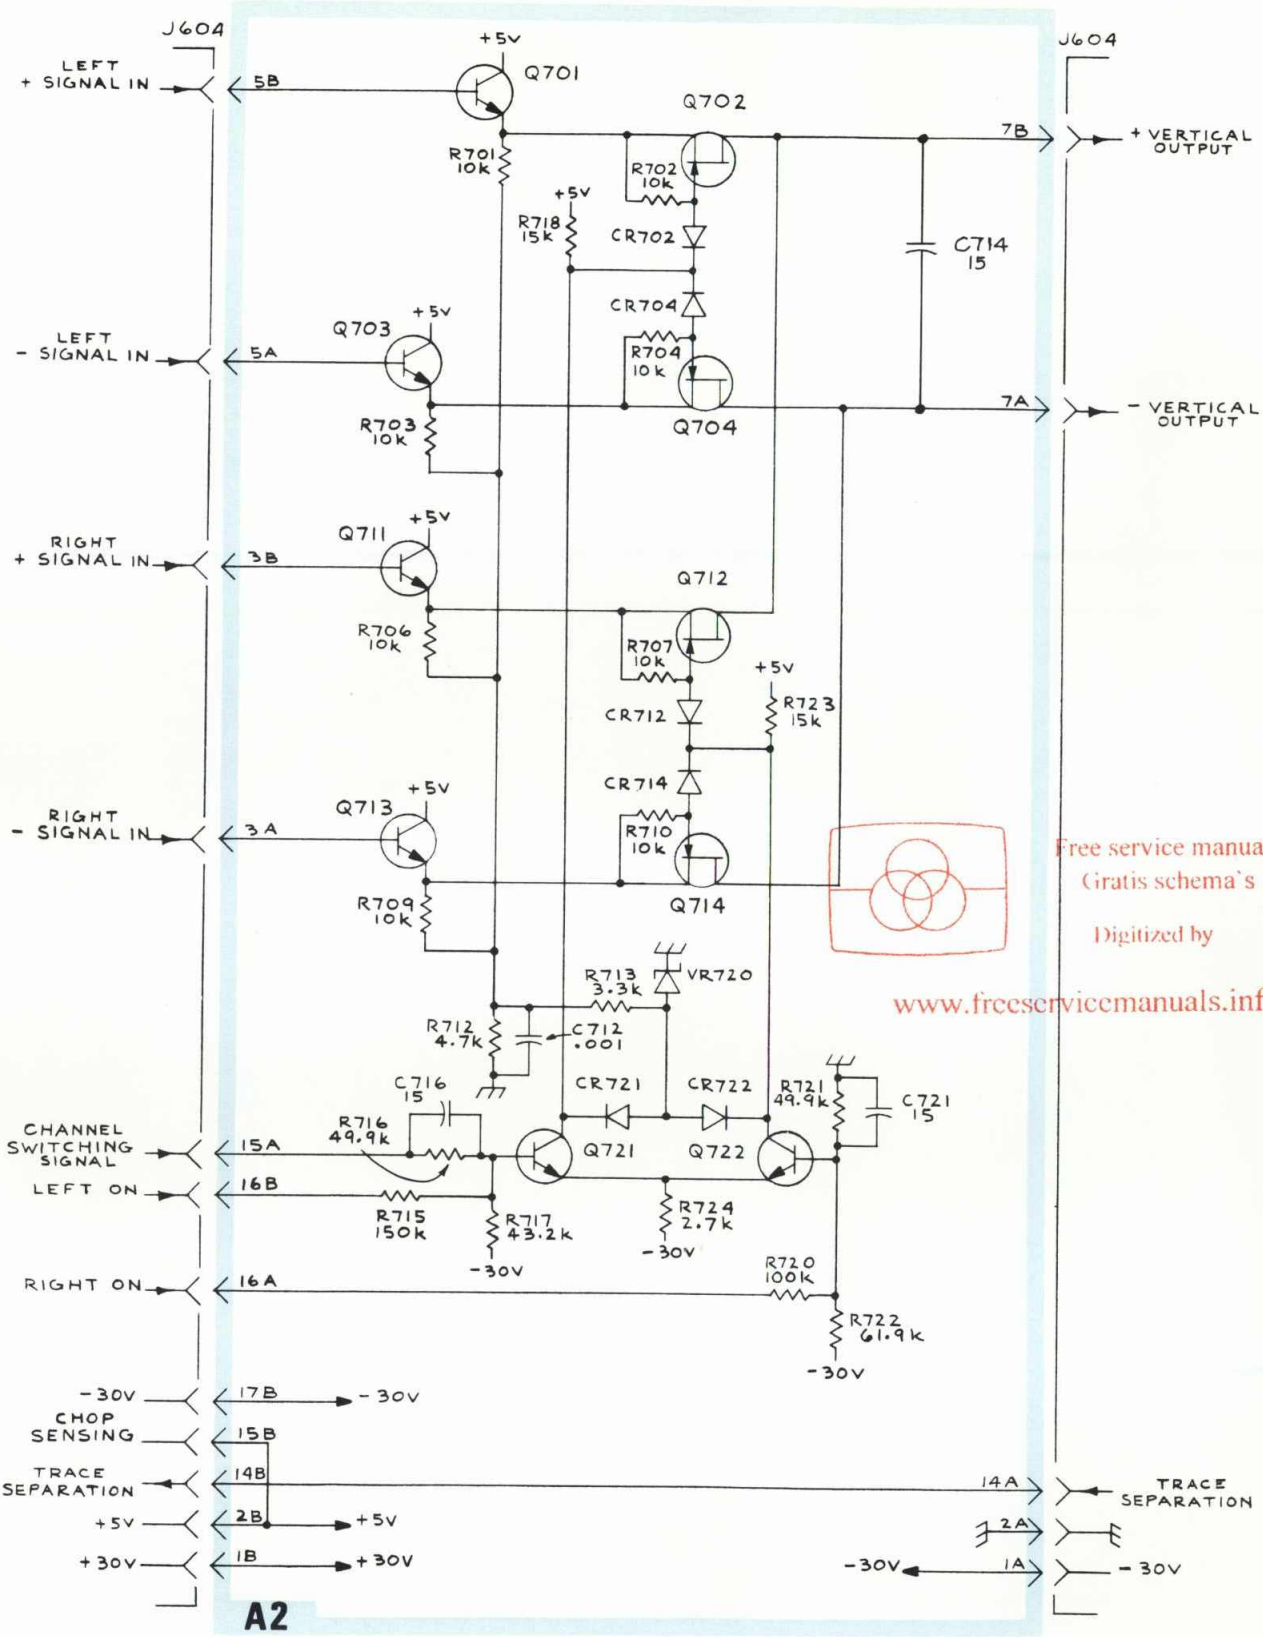 J604
J604
+5V
LEFT
+ SIGNAL IN
5B
Q701
Q702
7B
+ VERTICAL
OUTPUT
R701
10K
R702
10K
+5V
R718
15K
CR702
C714
15
CR704
+5V
Q703
LEFT
- SIGNAL IN
5A
R704
10K
7A
- VERTICAL
OUTPUT
R703
10K
Q704
+5V
Q711
RIGHT
+ SIGNAL IN
3B
Q712
R706
10K
R707
10K
+5V
R723
15K
CR712
CR714
+5V
Q713
RIGHT
- SIGNAL IN
3A
R710
10K
R709
10K
Q714
Free service manua
Gratis schema`s
Digitized by
www.freeservicemanuals.inf
R713
3.3K
VR720
R712
4.7K
C712
.001
C716
15
CR721
CR722
R721
49.9K
C721
15
R716
49.9K
CHANNEL
SWITCHING
SIGNAL
15A
Q721
Q722
LEFT ON
16B
R715
150K
R717
43.2K
-30V
R724
2.7K
-30V
RIGHT ON
16A
R720
100K
R722
61.9K
-30V
-30V
17B
-30V
CHOP
SENSING
15B
TRACE
SEPARATION
14B
14A
TRACE
SEPARATION
+5V
2B
+5V
2A
+30V
1B
+30V
-30V
1A
-30V
A2